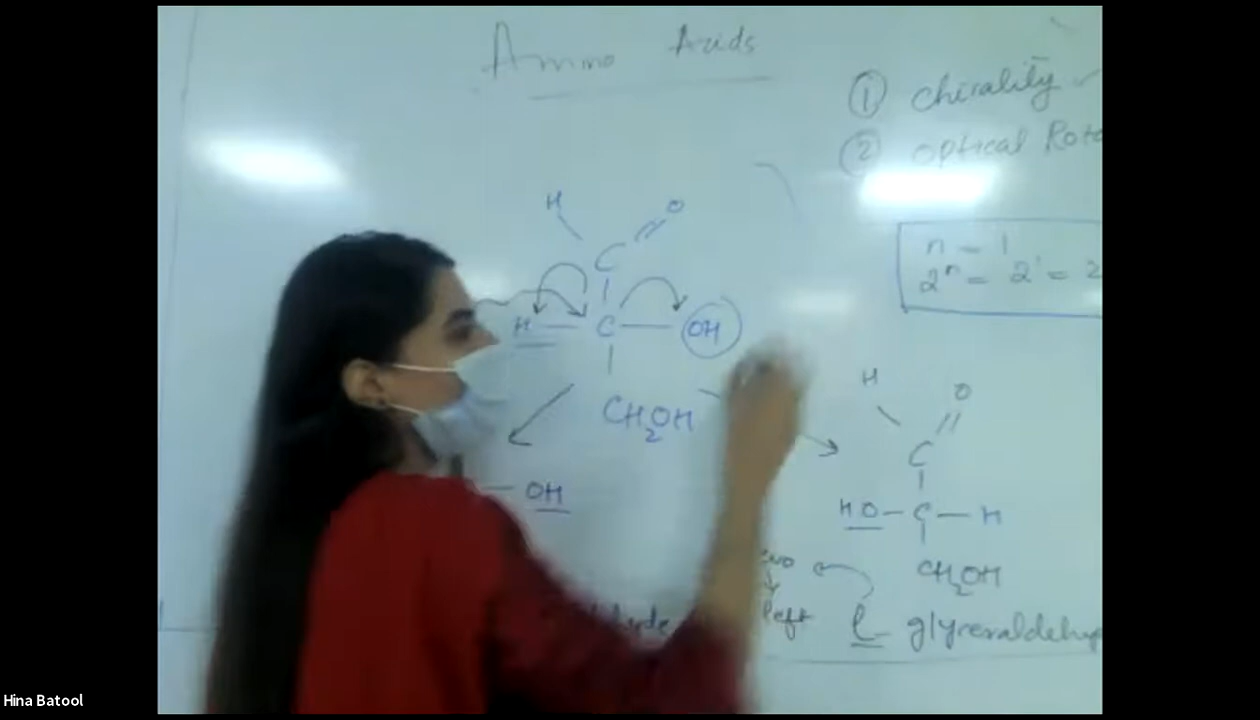 Amino Acids
① Chirality
② optical Rota
n = 1
2ⁿ = 2¹ = 2
H O
C
H — C — OH
CH₂OH
OH
H O
C
HO — C — H
CH₂OH
left
l- glyceraldehy
Hina Batool